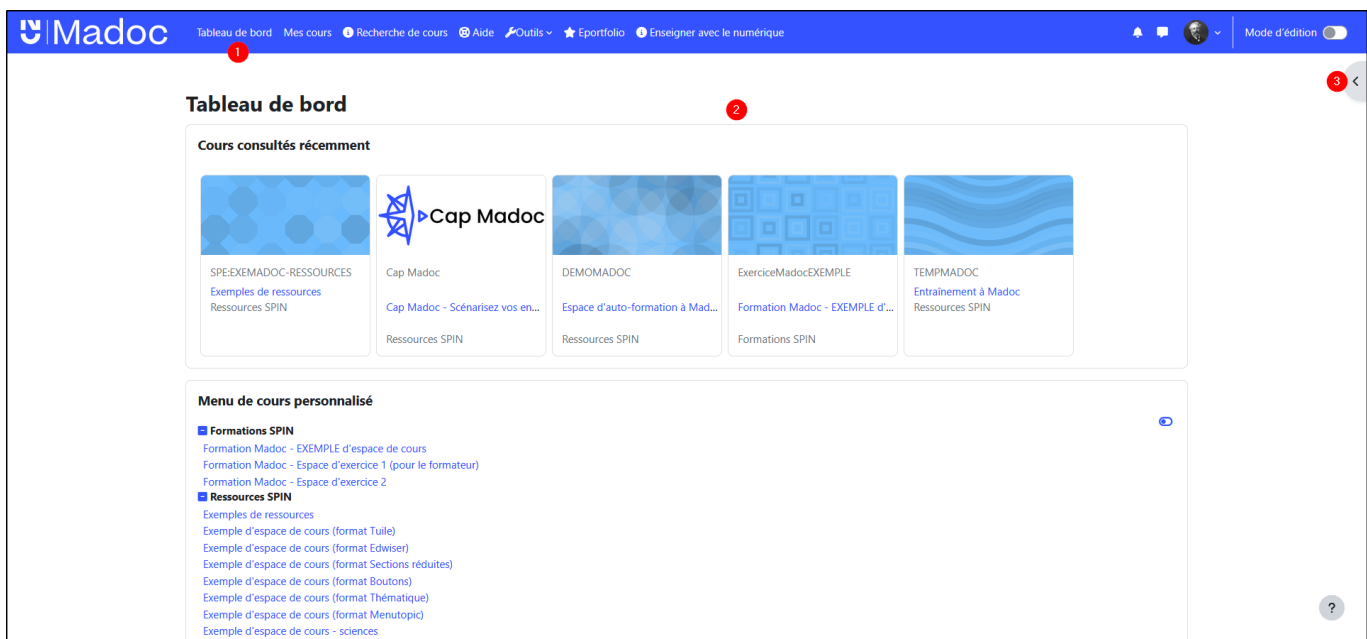 Madoc
Tableau de bord Mes cours Recherche de cours Aide Outils Eportfolio Enseigner avec le numérique Mode d'édition
1
3
Tableau de bord
2
Cours consultés récemment
Cap Madoc
SPE:EXEMADOC-RESSOURCES
Exemples de ressources
Ressources SPIN
Cap Madoc
Cap Madoc - Scénarisez vos en...
Ressources SPIN
DEMOMADOC
Espace d'auto-formation à Mad...
Ressources SPIN
ExerciceMadocEXEMPLE
Formation Madoc - EXEMPLE d'...
Formations SPIN
TEMPMADOC
Entraînement à Madoc
Ressources SPIN
Menu de cours personnalisé
Formations SPIN
Formation Madoc - EXEMPLE d'espace de cours
Formation Madoc - Espace d'exercice 1 (pour le formateur)
Formation Madoc - Espace d'exercice 2
Ressources SPIN
Exemples de ressources
Exemple d'espace de cours (format Tuile)
Exemple d'espace de cours (format Edwiser)
Exemple d'espace de cours (format Sections réduites)
Exemple d'espace de cours (format Boutons)
Exemple d'espace de cours (format Thématique)
Exemple d'espace de cours (format Menutopic)
Exemple d'espace de cours - sciences
?